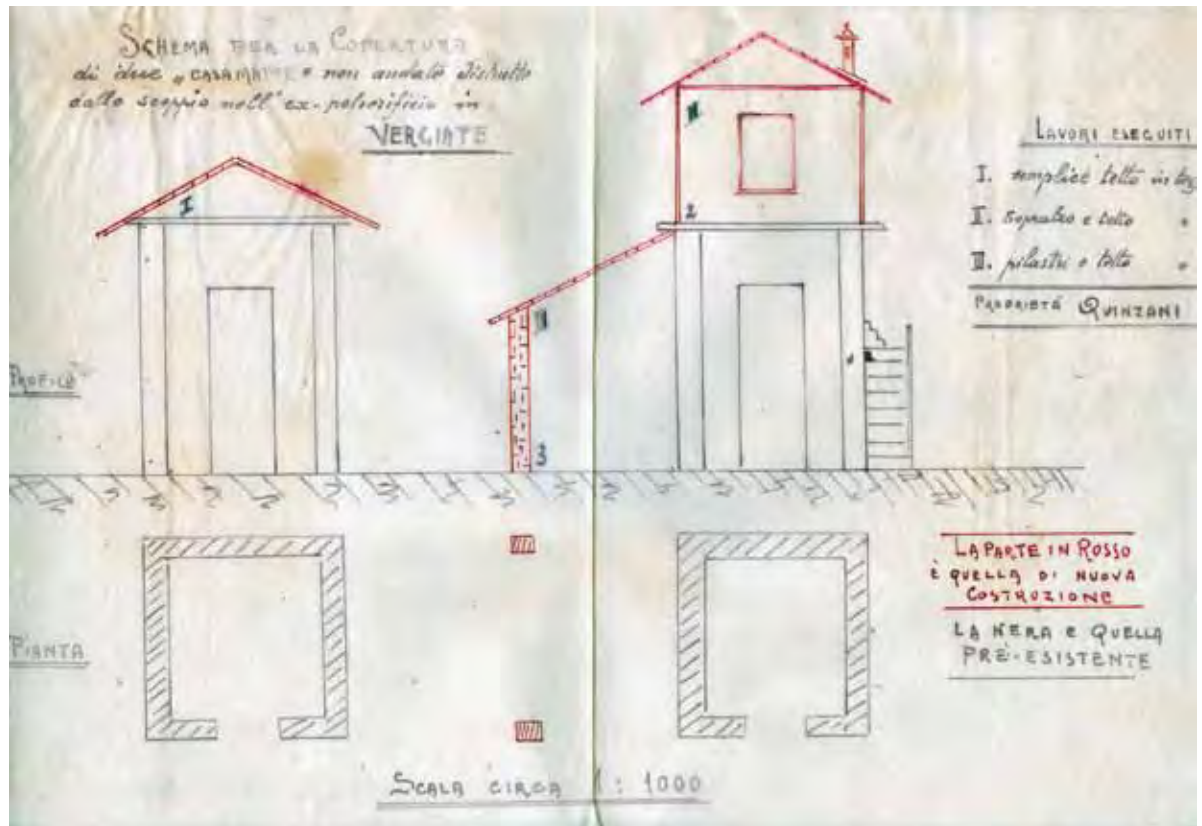 SCHEMA PER LA COPERTURA
di due „CASAMATTE" non andate distrutte
dallo scoppio nell' ex-polverificio in
VERGIATE
LAVORI ESEGUITI
I. semplice tetto in teg
II. sopralzo e tetto "
III. pilastri e tetto "
PROPRIETÀ QUINZANI
I
II
2
III
3
PROFILO
PIANTA
LA PARTE IN ROSSO
È QUELLA DI NUOVA
COSTRUZIONE
LA NERA E QUELLA
PRE-ESISTENTE
SCALA CIRCA 1:1000